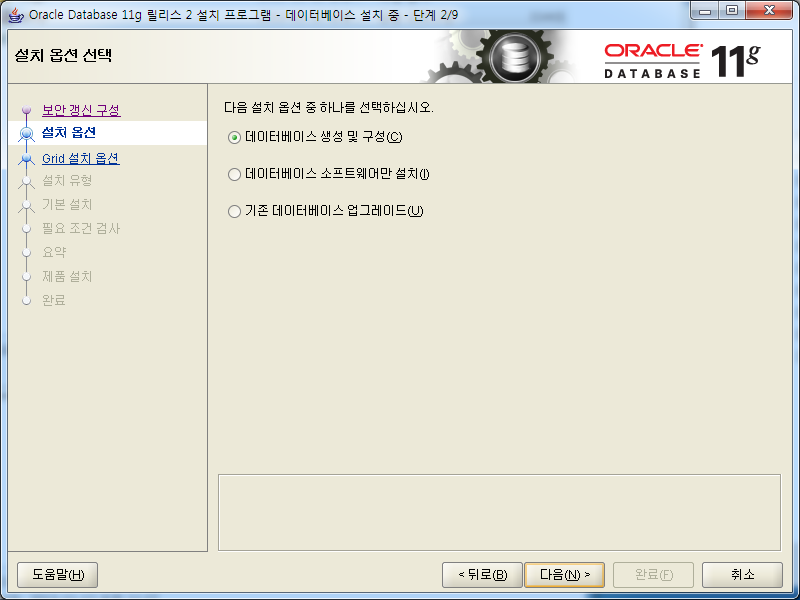 Oracle Database 11g 릴리스 2 설치 프로그램 - 데이터베이스 설치 중 - 단계 2/9
설치 옵션 선택
ORACLE
DATABASE
11g
보안 갱신 구성
설치 옵션
Grid 설치 옵션
설치 유형
기본 설치
필요 조건 검사
요약
제품 설치
완료
다음 설치 옵션 중 하나를 선택하십시오.
데이터베이스 생성 및 구성(C)
데이터베이스 소프트웨어만 설치(I)
기존 데이터베이스 업그레이드(U)
도움말(H)
< 뒤로(B)
다음(N) >
완료(F)
취소